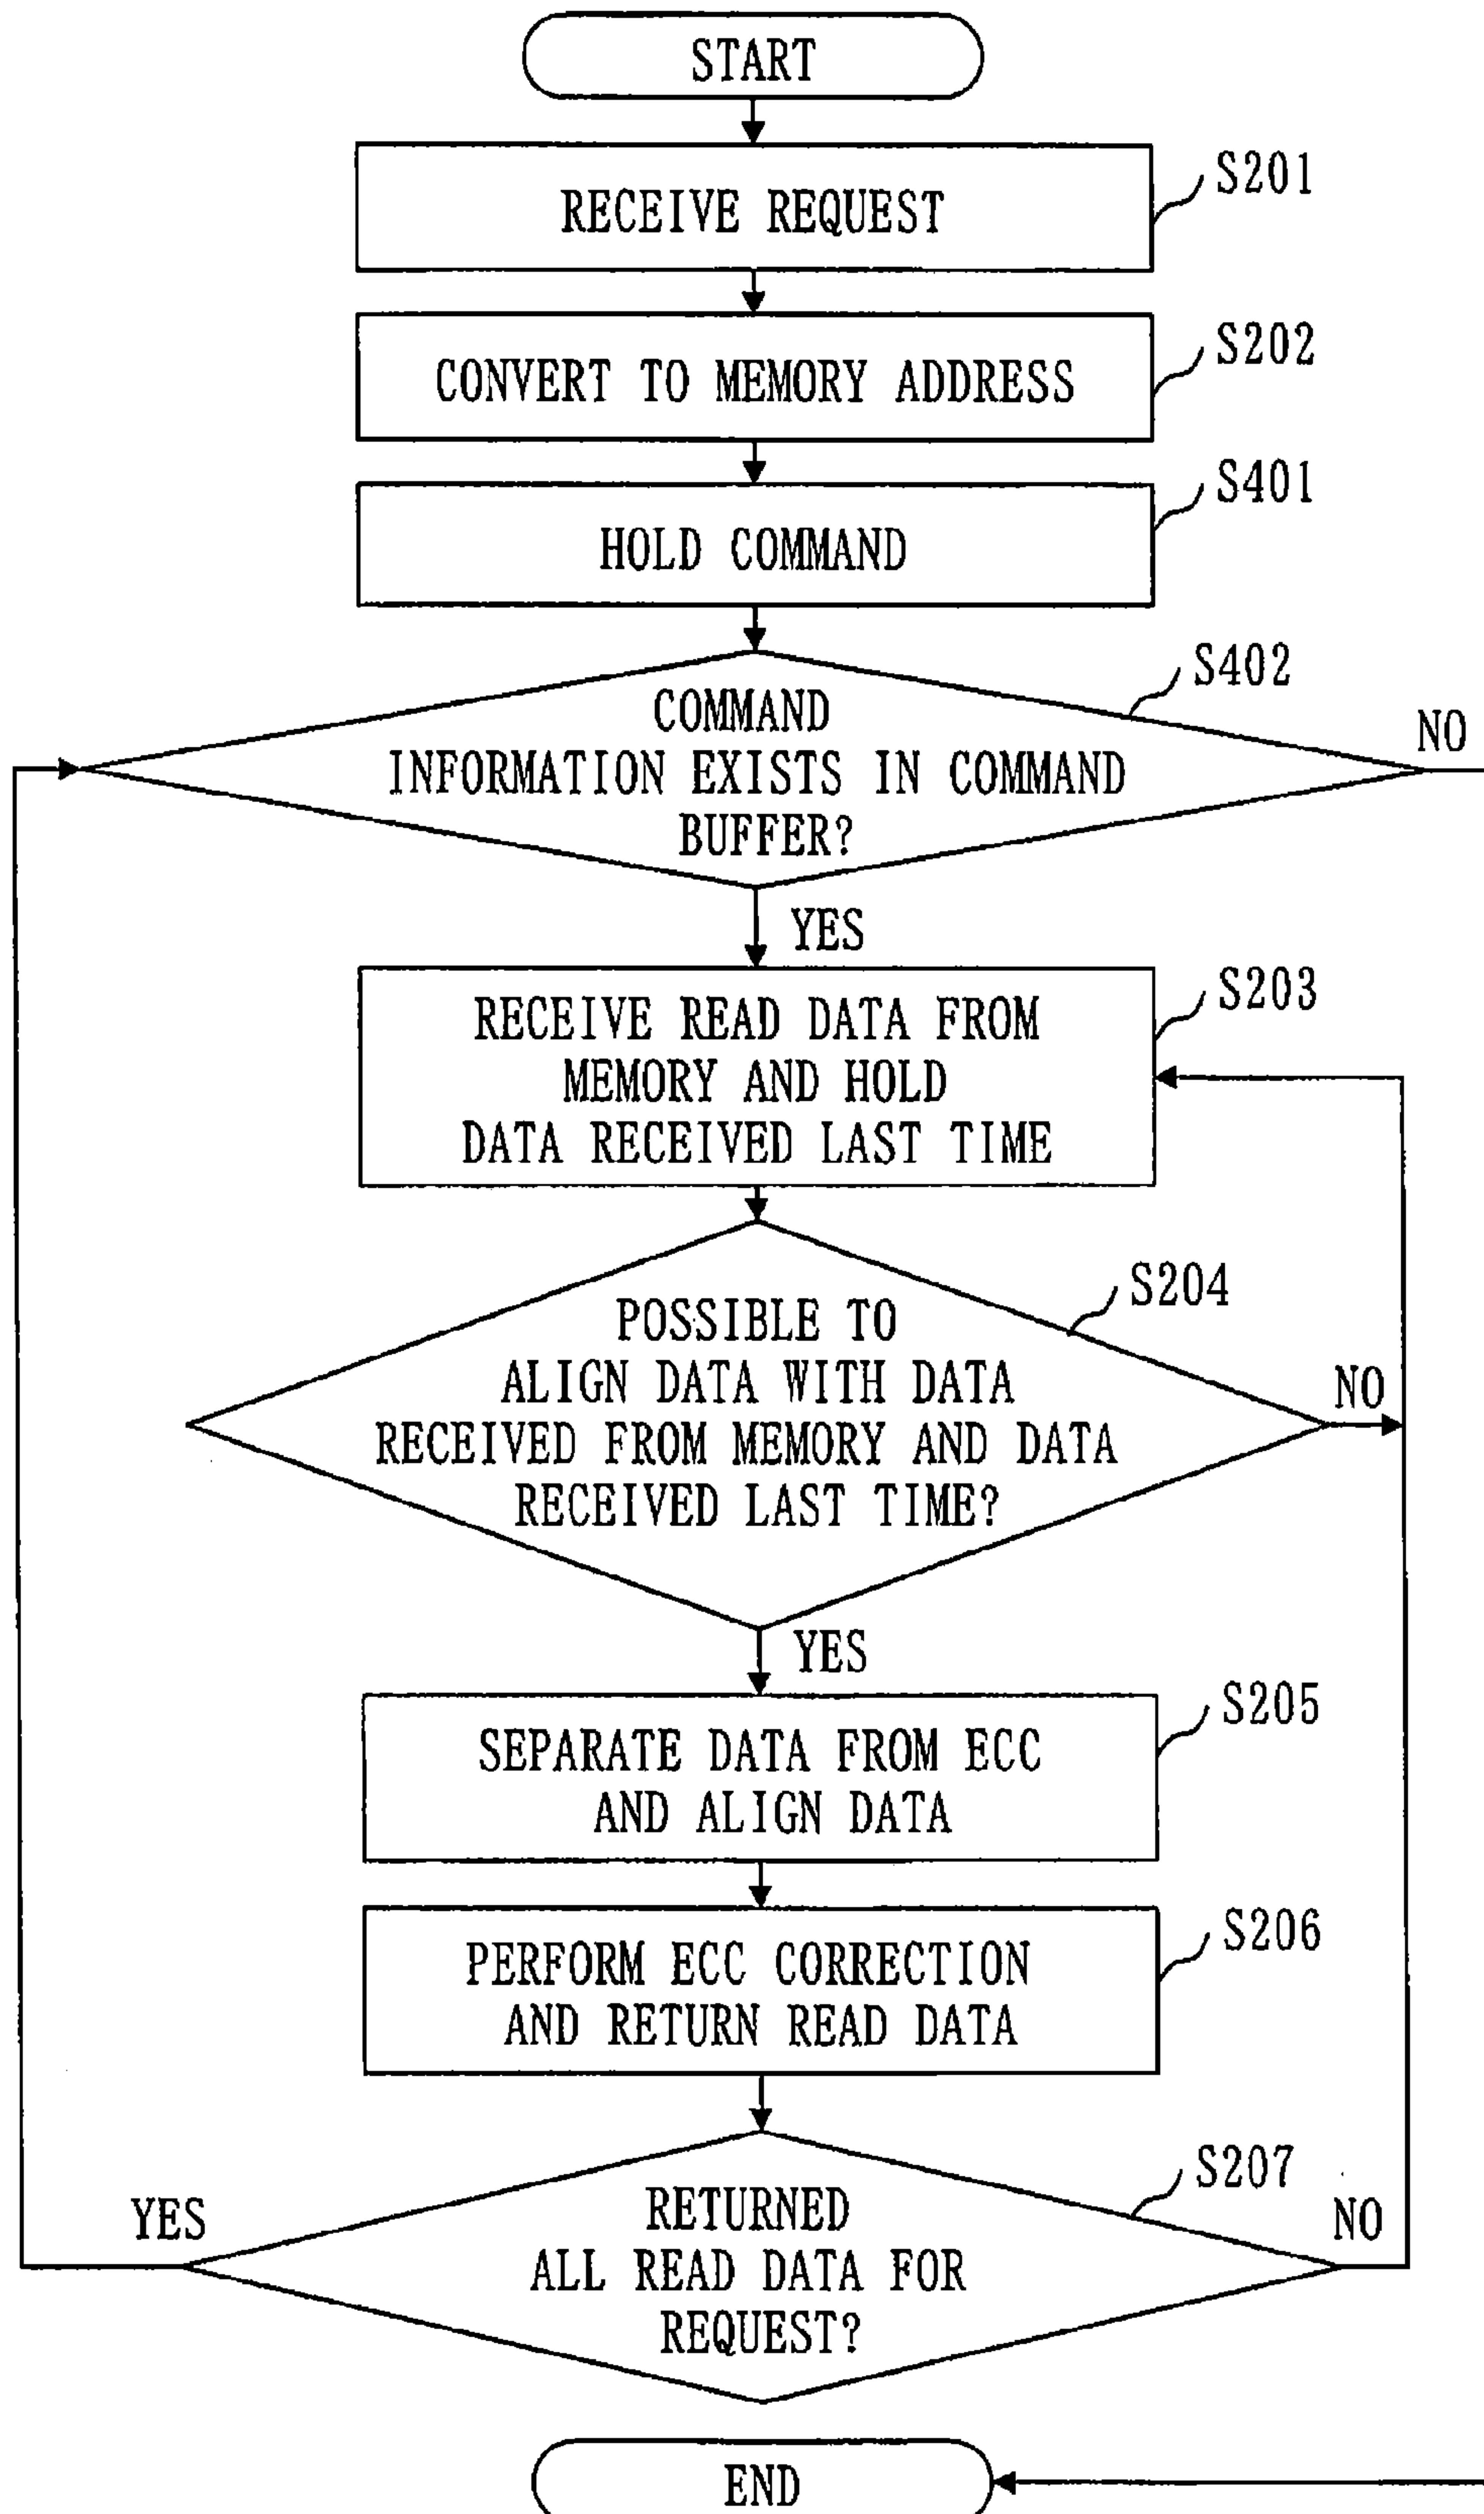 START
RECEIVE REQUEST
S201
CONVERT TO MEMORY ADDRESS
S202
HOLD COMMAND
S401
COMMAND
INFORMATION EXISTS IN COMMAND
BUFFER?
S402
NO
YES
RECEIVE READ DATA FROM
MEMORY AND HOLD
DATA RECEIVED LAST TIME
S203
POSSIBLE TO
ALIGN DATA WITH DATA
RECEIVED FROM MEMORY AND DATA
RECEIVED LAST TIME?
S204
NO
YES
SEPARATE DATA FROM ECC
AND ALIGN DATA
S205
PERFORM ECC CORRECTION
AND RETURN READ DATA
S206
RETURNED
ALL READ DATA FOR
REQUEST?
S207
YES
NO
END